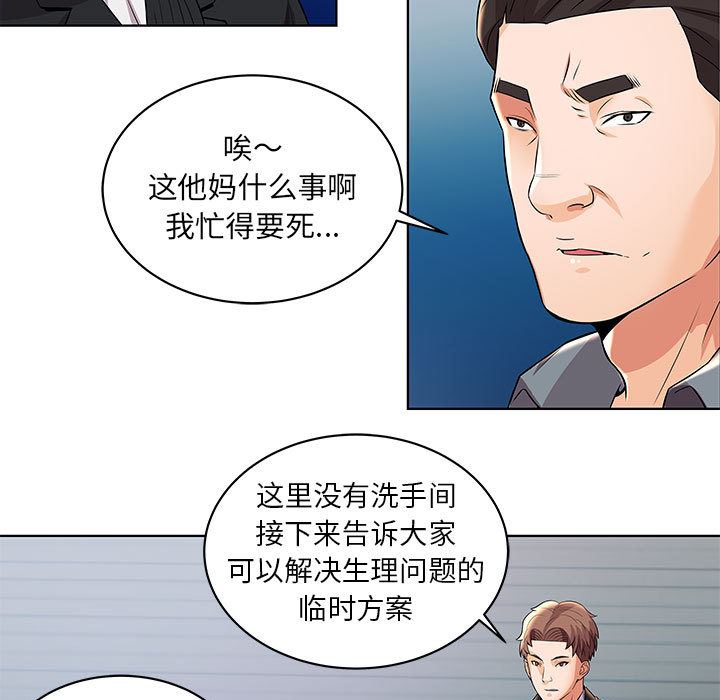 唉～
这他妈什么事啊
我忙得要死…
这里没有洗手间
接下来告诉大家
可以解决生理问题的
临时方案